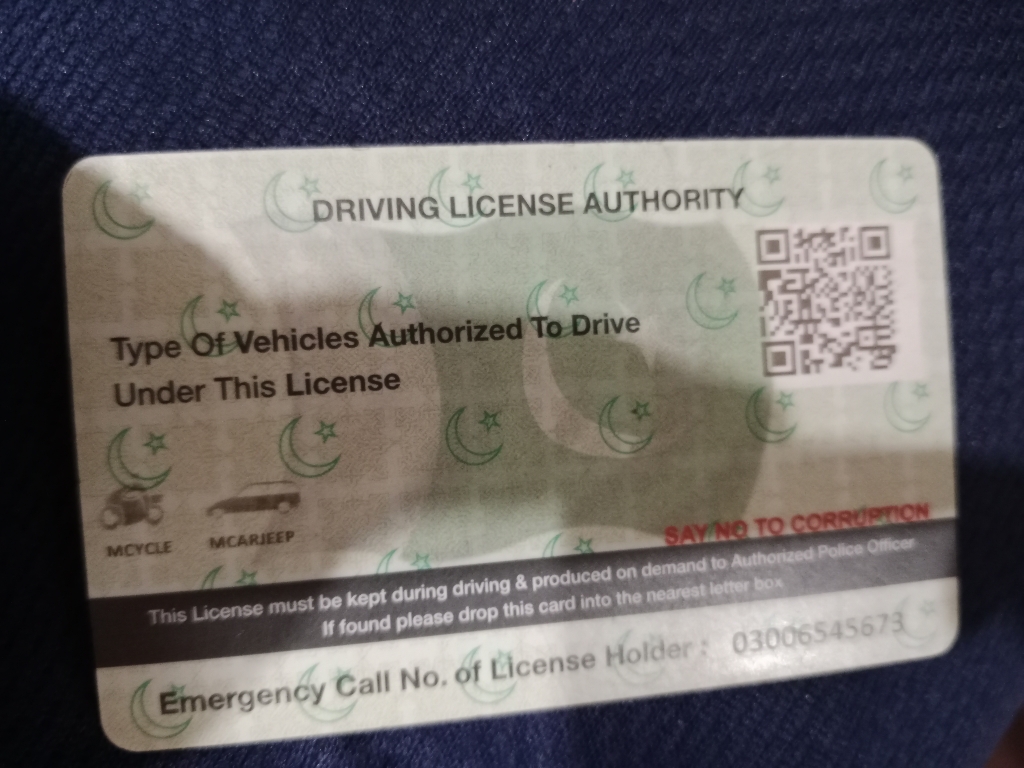 DRIVING LICENSE AUTHORITY
Type Of Vehicles Authorized To Drive
Under This License
MCYCLE MCARJEEP
SAY NO TO CORRUPTION
This License must be kept during driving & produced on demand to Authorized Police Officer
If found please drop this card into the nearest letter box
Emergency Call No. of License Holder : 03006545673